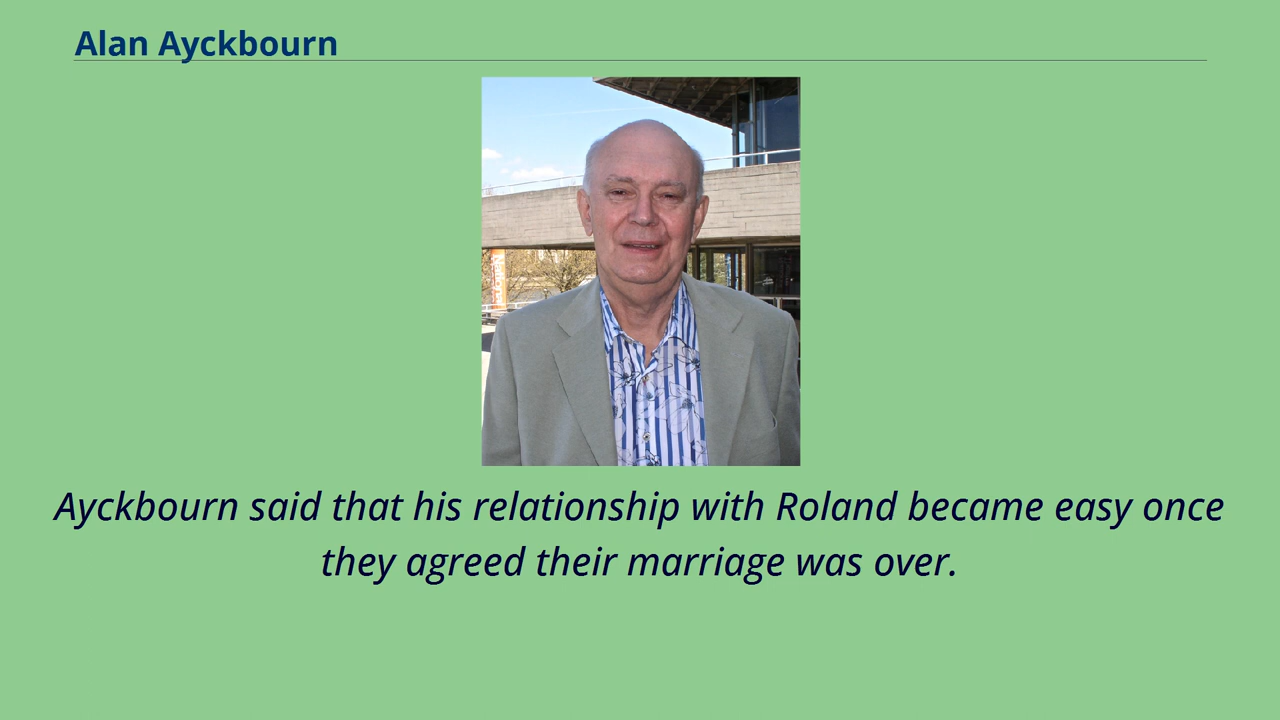 Alan Ayckbourn
Ayckbourn said that his relationship with Roland became easy once
they agreed their marriage was over.